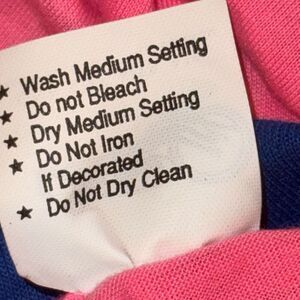 ★ Wash Medium Setting
★ Do not Bleach
★ Dry Medium Setting
★ Do Not Iron
If Decorated
★ Do Not Dry Clean